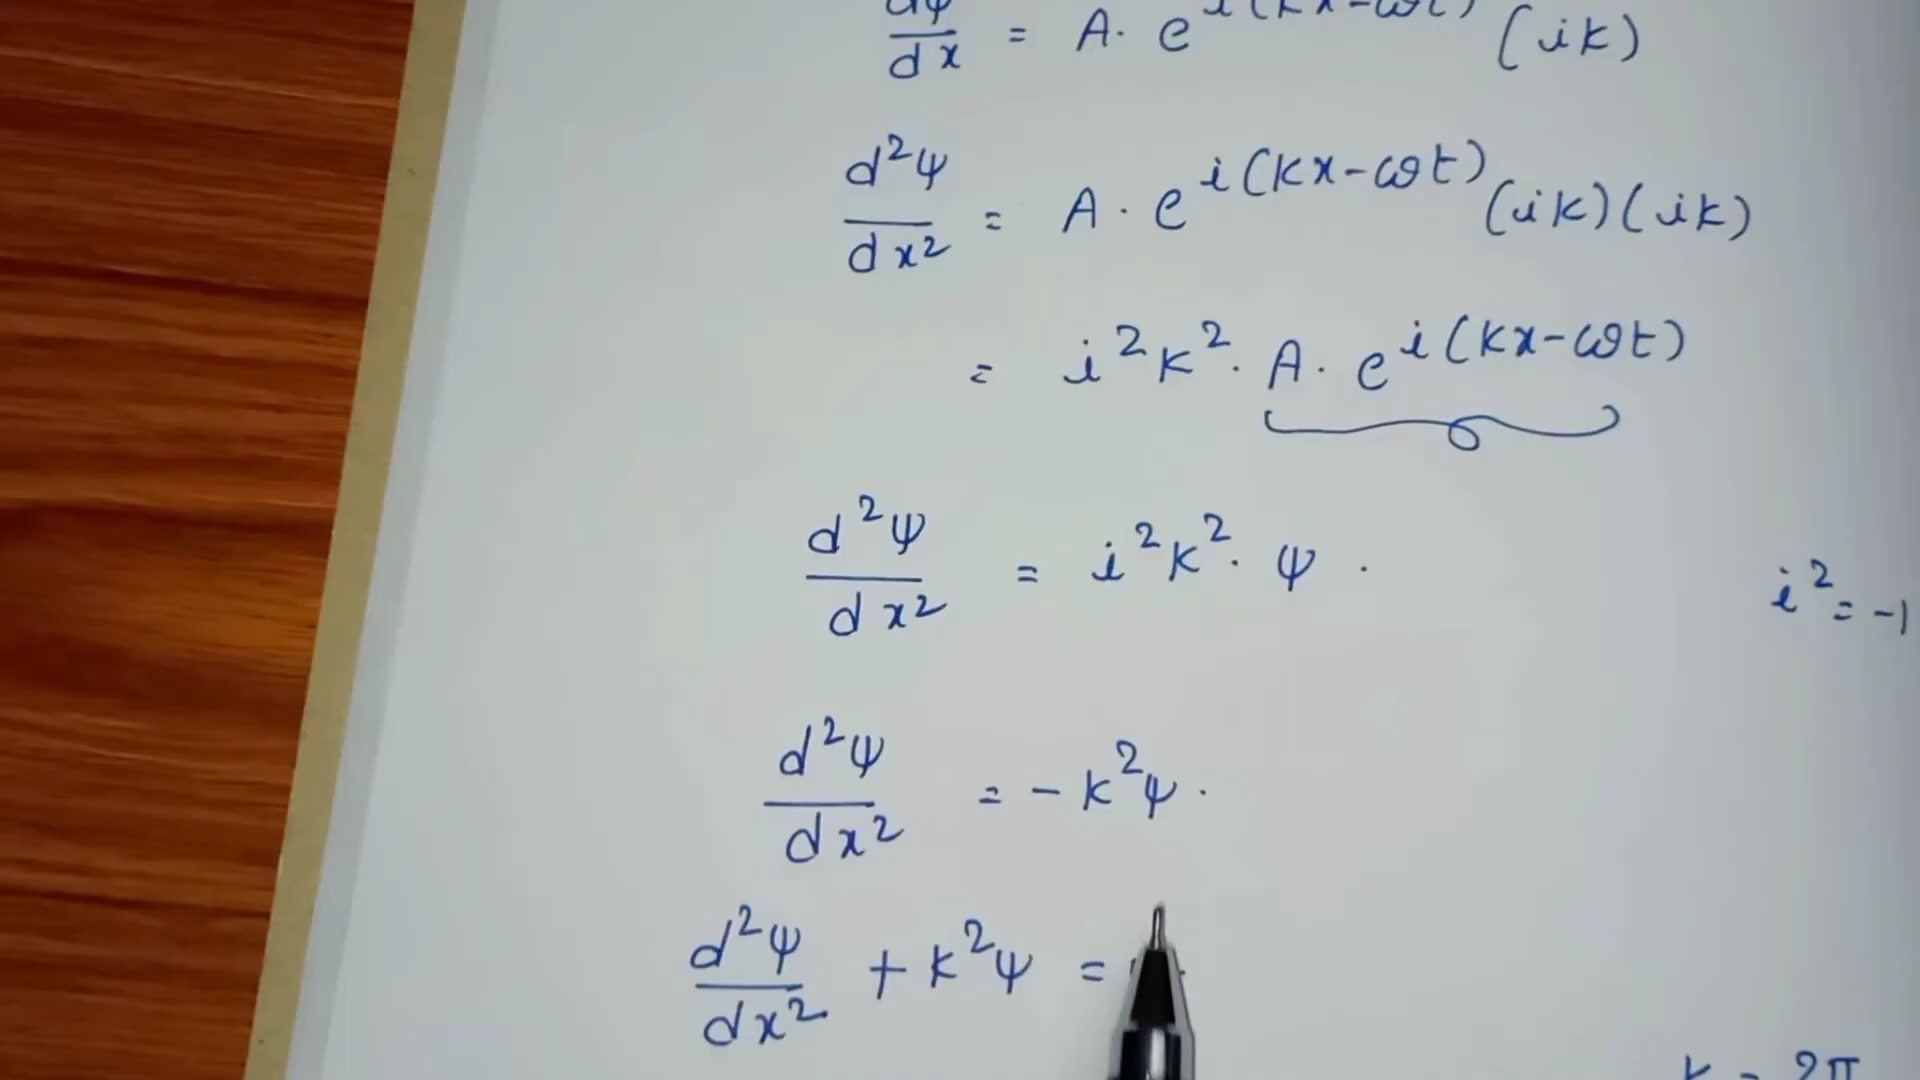 dψ/dx = A. e^i(kx-ωt) (ik)
d²ψ/dx² = A. e^i(kx-ωt) (ik)(ik)
= i²k². A. e^i(kx-ωt)
d²ψ/dx² = i²k². ψ .
i² = -1
d²ψ/dx² = -k²ψ .
d²ψ/dx² + k²ψ =
k = 2π